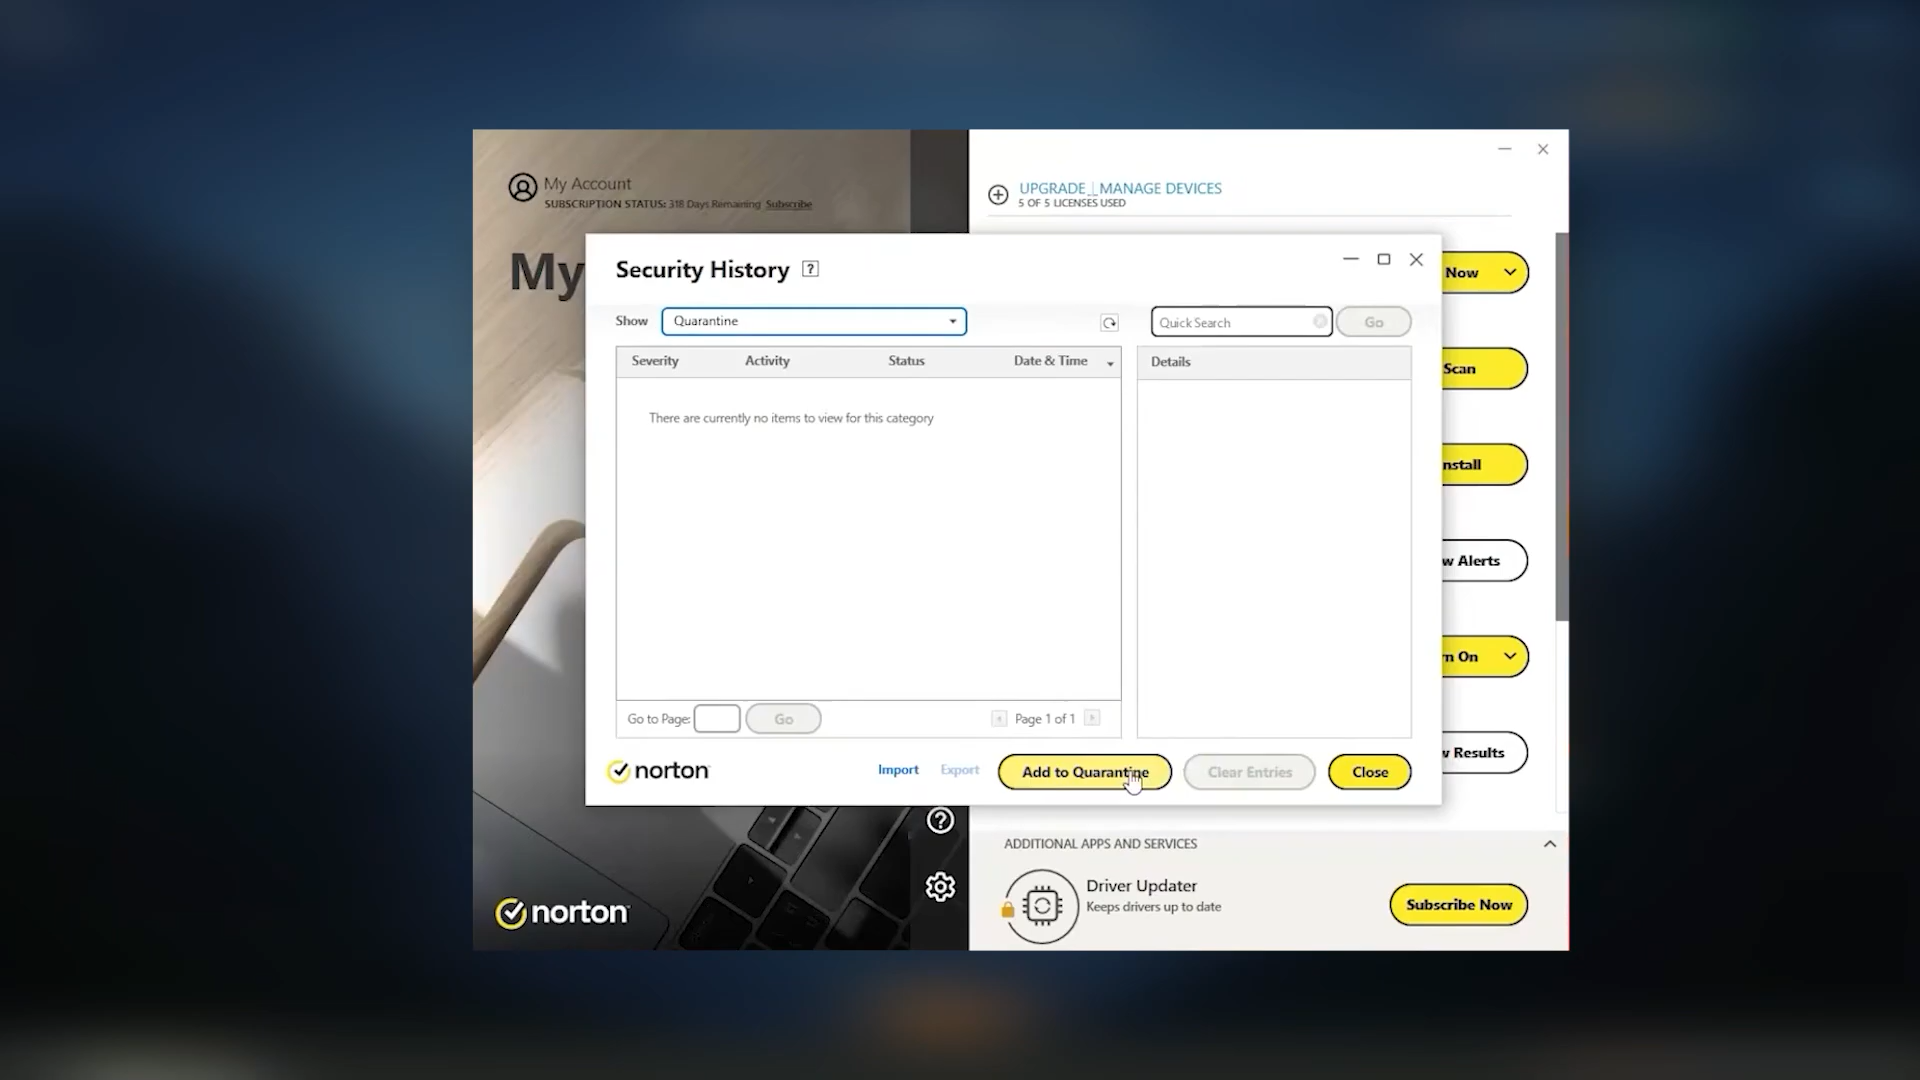 My Account
SUBSCRIPTION STATUS: 318 Days Remaining Subscribe
UPGRADE | MANAGE DEVICES
5 OF 5 LICENSES USED
My
Security History ?
Now
Show Quarantine
Quick Search Go
Severity Activity Status Date & Time
Details
Scan
There are currently no items to view for this category
nstall
w Alerts
n On
Go to Page: Go Page 1 of 1
w Results
norton
Import Export Add to Quarantine Clear Entries Close
ADDITIONAL APPS AND SERVICES
Driver Updater
Keeps drivers up to date
Subscribe Now
norton